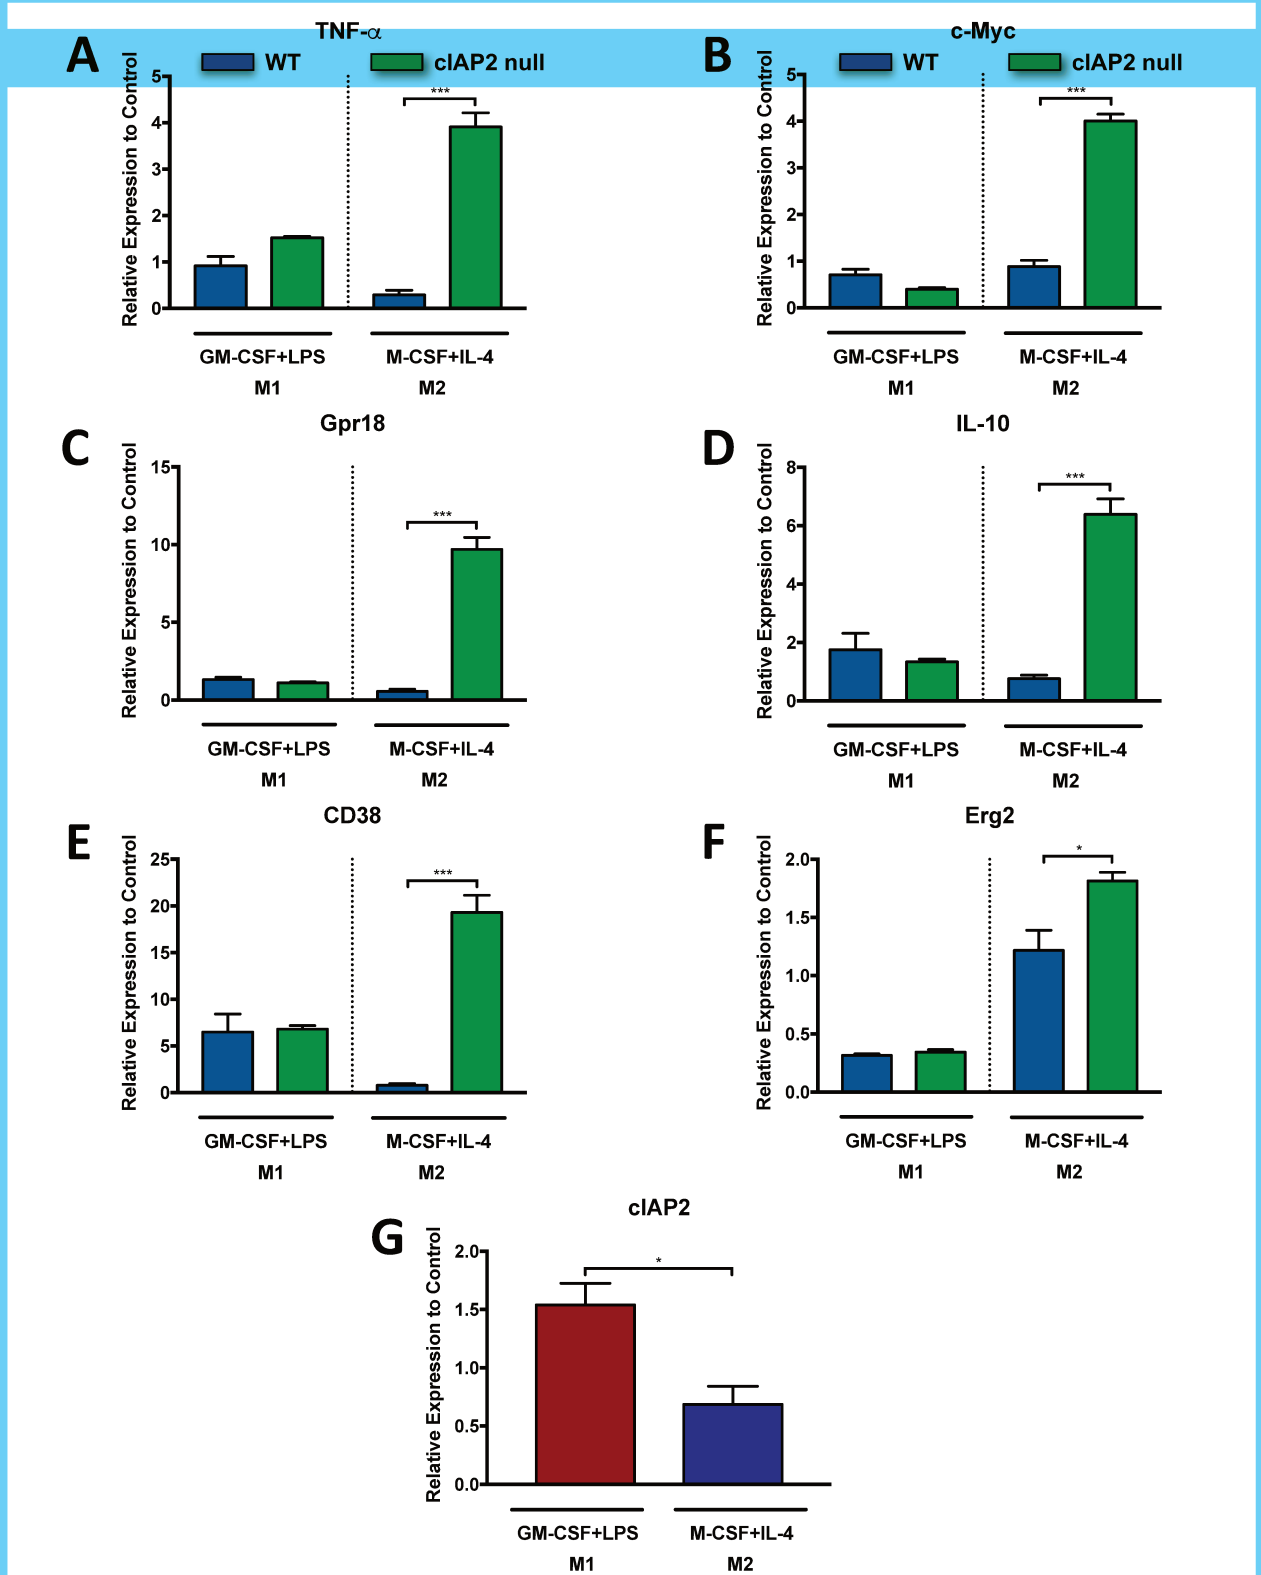 A
TNF-α
WT
cIAP2 null
Relative Expression to Control
5
4
3
2
1
0
***
GM-CSF+LPS
M-CSF+IL-4
M1
M2
B
c-Myc
WT
cIAP2 null
Relative Expression to Control
5
4
3
2
1
0
***
GM-CSF+LPS
M-CSF+IL-4
M1
M2
C
Gpr18
Relative Expression to Control
15
10
5
0
***
GM-CSF+LPS
M-CSF+IL-4
M1
M2
D
IL-10
Relative Expression to Control
8
6
4
2
0
***
GM-CSF+LPS
M-CSF+IL-4
M1
M2
E
CD38
Relative Expression to Control
25
20
15
10
5
0
***
GM-CSF+LPS
M-CSF+IL-4
M1
M2
F
Erg2
Relative Expression to Control
2.0
1.5
1.0
0.5
0.0
*
GM-CSF+LPS
M-CSF+IL-4
M1
M2
G
cIAP2
Relative Expression to Control
2.0
1.5
1.0
0.5
0.0
*
GM-CSF+LPS
M-CSF+IL-4
M1
M2